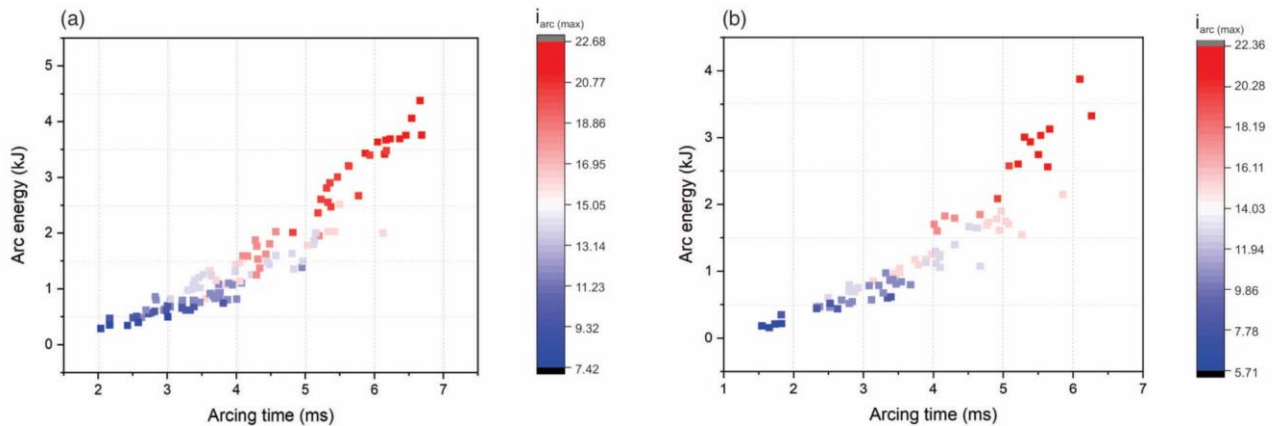 (a)
i arc (max)
22.68
20.77
18.86
16.95
15.05
13.14
11.23
9.32
7.42
Arc energy (kJ)
5
4
3
2
1
0
2 3 4 5 6 7
Arcing time (ms)
(b)
i arc (max)
22.36
20.28
18.19
16.11
14.03
11.94
9.86
7.78
5.71
Arc energy (kJ)
4
3
2
1
0
1 2 3 4 5 6 7
Arcing time (ms)